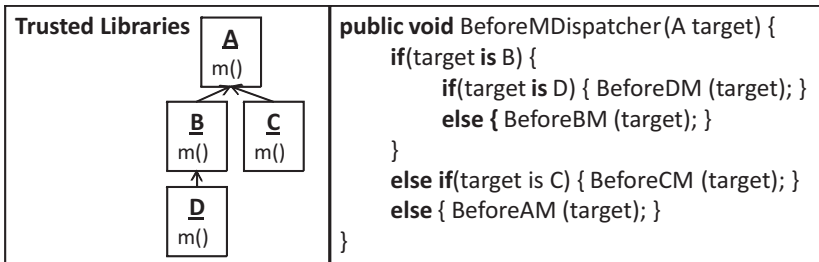 Trusted Libraries
A
m()
B
m()
C
m()
D
m()
public void BeforeMDispatcher(A target) {
if(target is B) {
if(target is D) { BeforeDM (target); }
else { BeforeBM (target); }
}
else if(target is C) { BeforeCM (target); }
else { BeforeAM (target); }
}